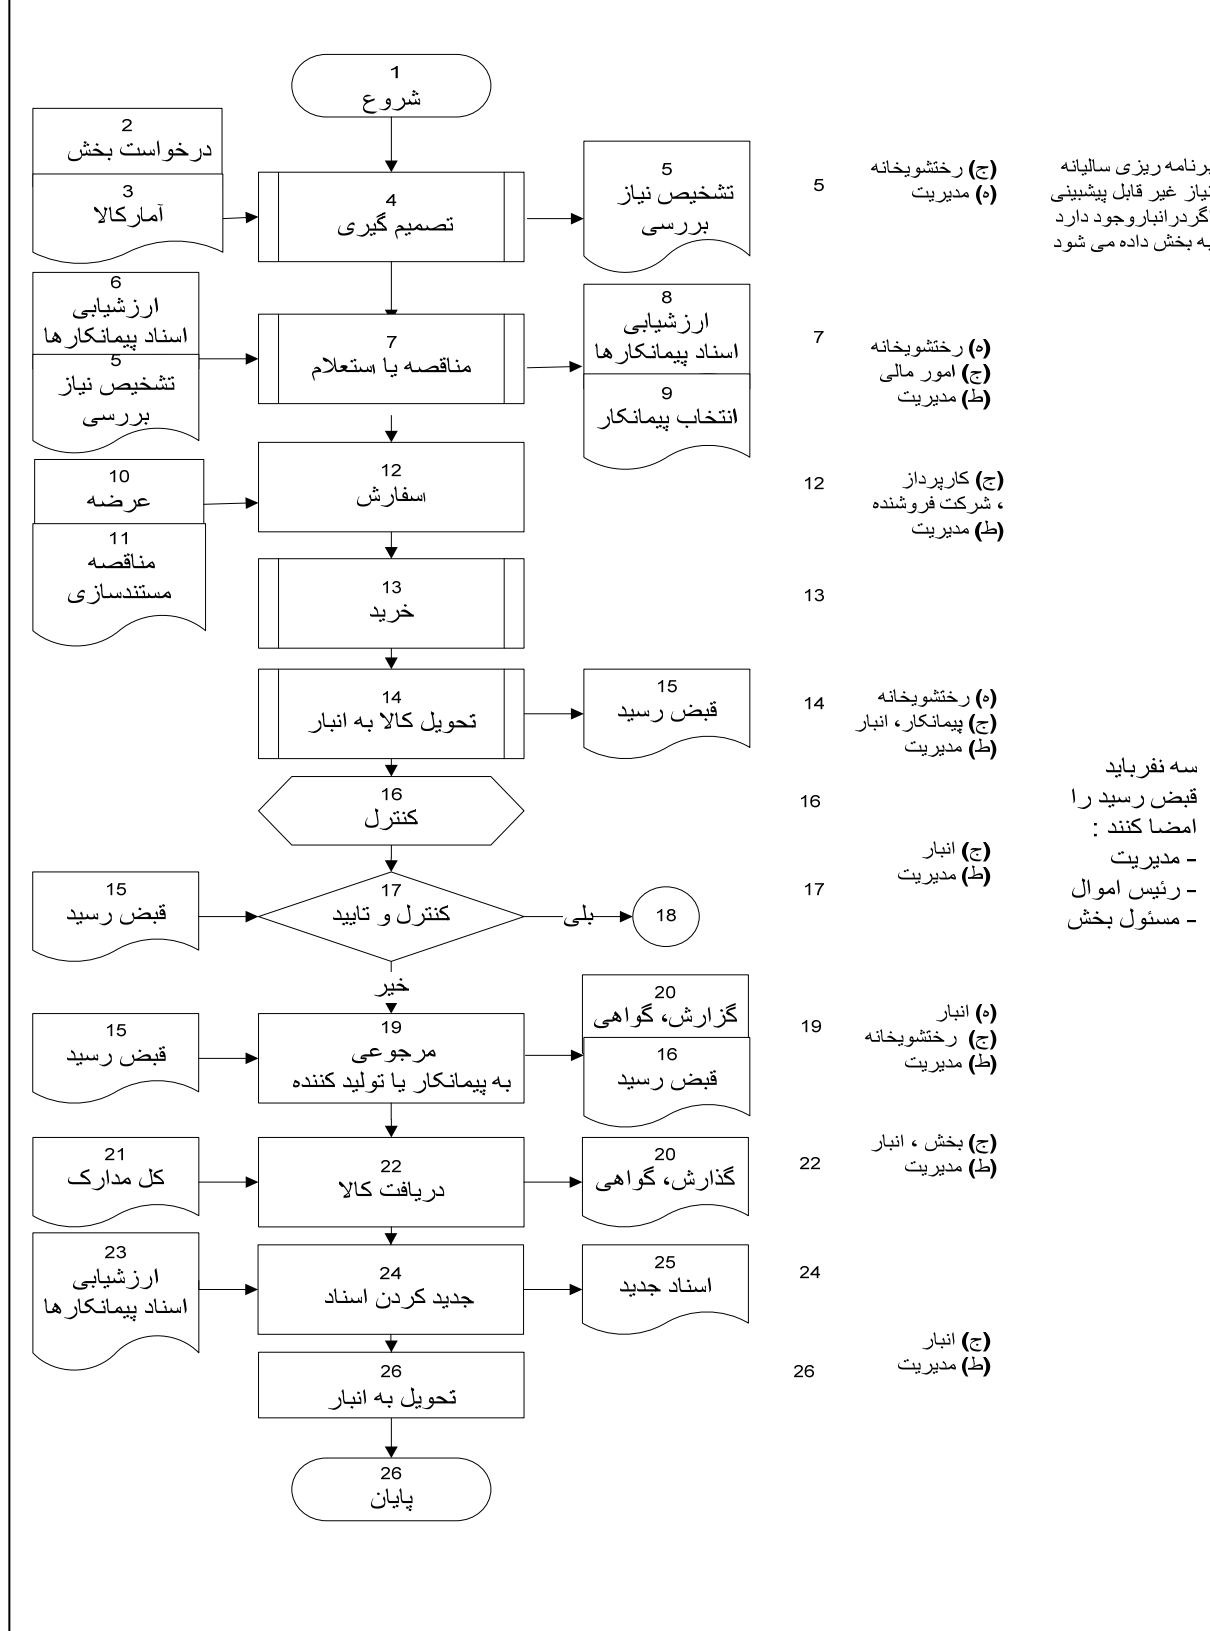 1
شروع
2
درخواست بخش
3
آمارکالا
4
تصمیم گیری
5
تشخیص نیاز
بررسی
5
(ج) رختشویخانه
(ه) مدیریت
برنامه ریزی سالیانه
نیاز غیر قابل پیشبینی
اگردرانباروجود دارد
به بخش داده می شود
6
ارزشیابی
اسناد پیمانکارها
5
تشخیص نیاز
بررسی
7
مناقصه یا استعلام
8
ارزشیابی
اسناد پیمانکارها
9
انتخاب پیمانکار
7
(ه) رختشویخانه
(ج) امور مالی
(ط) مدیریت
10
عرضه
11
مناقصه
مستندسازی
12
سفارش
12
(ج) کارپرداز
، شرکت فروشنده
(ط) مدیریت
13
خرید
13
14
تحویل کالا به انبار
15
قبض رسید
14
(ه) رختشویخانه
(ج) پیمانکار، انبار
(ط) مدیریت
16
کنترل
16
سه نفرباید
قبض رسید را
امضا کنند :
- مدیریت
- رئیس اموال
- مسئول بخش
15
قبض رسید
17
کنترل و تایید
بلی
18
خیر
17
(ج) انبار
(ط) مدیریت
15
قبض رسید
19
مرجوعی
به پیمانکار یا تولید کننده
20
گزارش، گواهی
16
قبض رسید
19
(ه) انبار
(ج) رختشویخانه
(ط) مدیریت
21
کل مدارک
22
دریافت کالا
20
گذارش، گواهی
22
(ج) بخش ، انبار
(ط) مدیریت
23
ارزشیابی
اسناد پیمانکارها
24
جدید کردن اسناد
25
اسناد جدید
24
26
تحویل به انبار
26
(ج) انبار
(ط) مدیریت
26
پایان